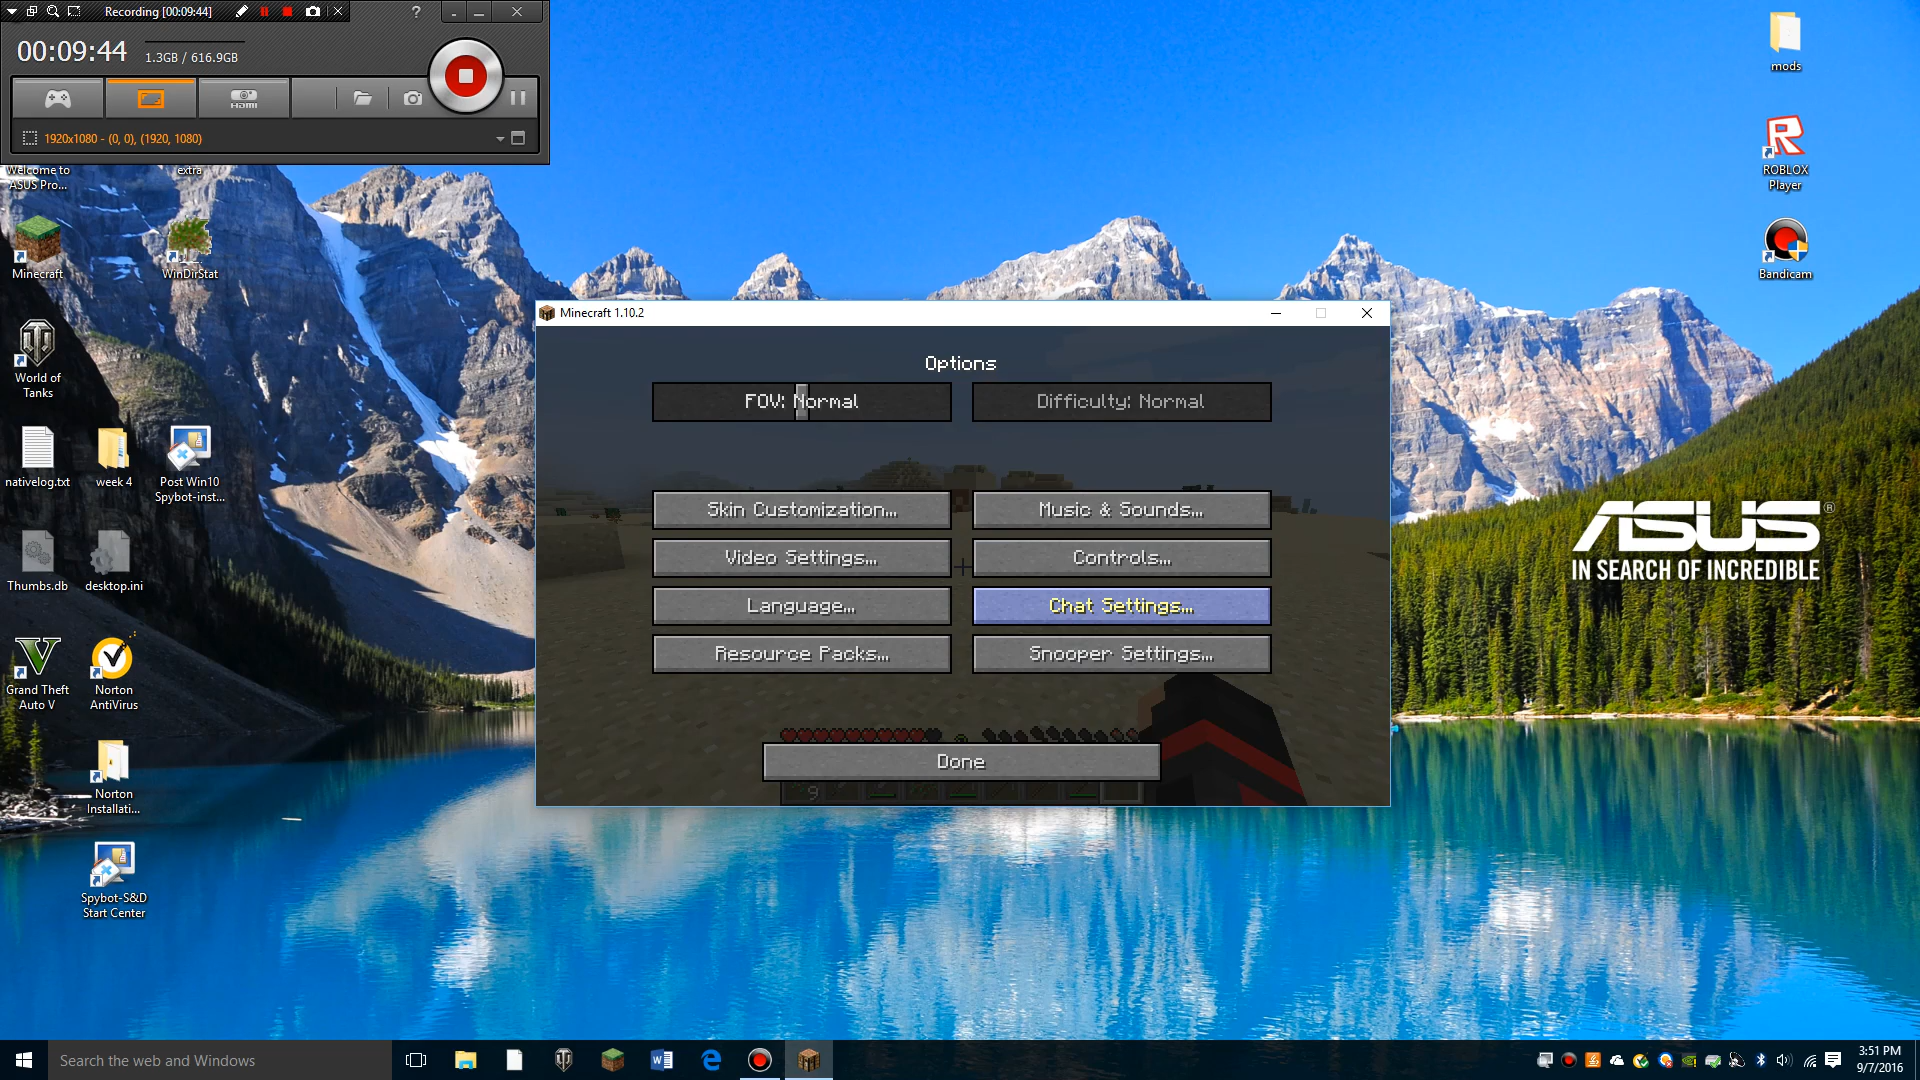 Recording [00:09:44]
?
00:09:44
1.3GB / 616.9GB
HDMI
1920x1080 - (0, 0), (1920, 1080)
Welcome to
ASUS Pro...
extra
Minecraft
WinDirStat
World of
Tanks
nativelog.txt
week 4
Post Win10
Spybot-inst...
Thumbs.db
desktop.ini
Grand Theft
Auto V
Norton
AntiVirus
Norton
Installati...
Spybot-S&D
Start Center
mods
ROBLOX
Player
Bandicam
ASUS®
IN SEARCH OF INCREDIBLE
Minecraft 1.10.2
Options
FOV: Normal
Difficulty: Normal
Skin Customization...
Music & Sounds...
Video Settings...
Controls...
Language...
Chat Settings...
Resource Packs...
Snooper Settings...
Done
9
Search the web and Windows
3:51 PM
9/7/2016